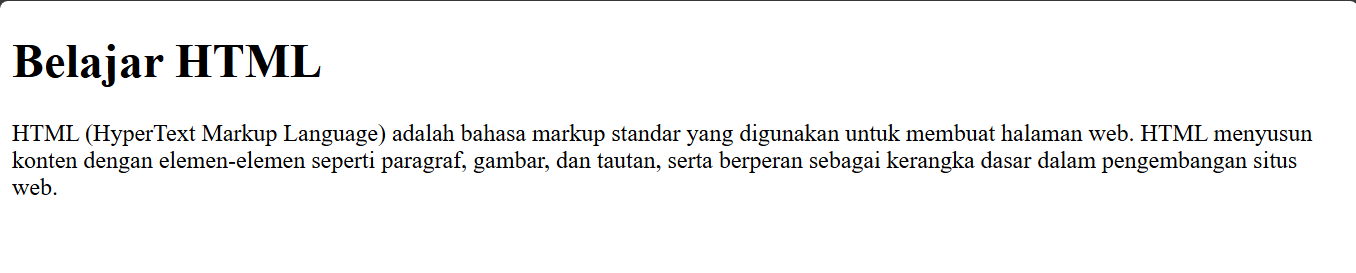 Belajar HTML
HTML (HyperText Markup Language) adalah bahasa markup standar yang digunakan untuk membuat halaman web. HTML menyusun
konten dengan elemen-elemen seperti paragraf, gambar, dan tautan, serta berperan sebagai kerangka dasar dalam pengembangan situs
web.